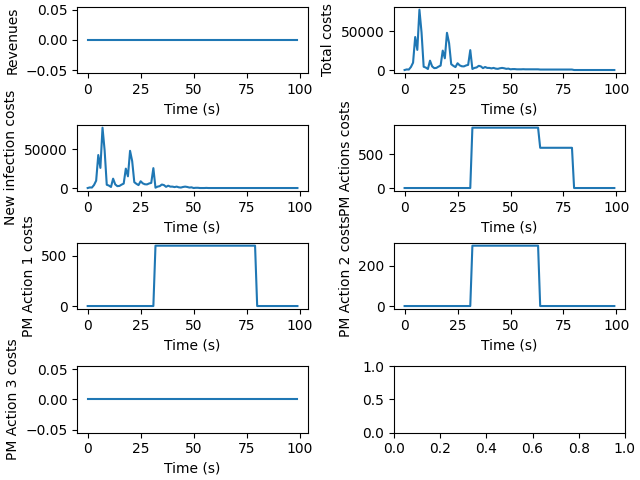 Revenues
0.05
0.00
−0.05
0 25 50 75 100
Time (s)
Total costs
50000
0
0 25 50 75 100
Time (s)
New infection costs
50000
0
0 25 50 75 100
Time (s)
PM Actions costs
500
0
0 25 50 75 100
Time (s)
PM Action 1 costs
500
0
0 25 50 75 100
Time (s)
PM Action 2 costs
200
0
0 25 50 75 100
Time (s)
PM Action 3 costs
0.05
0.00
−0.05
0 25 50 75 100
Time (s)
1.0
0.5
0.0
0.0 0.2 0.4 0.6 0.8 1.0